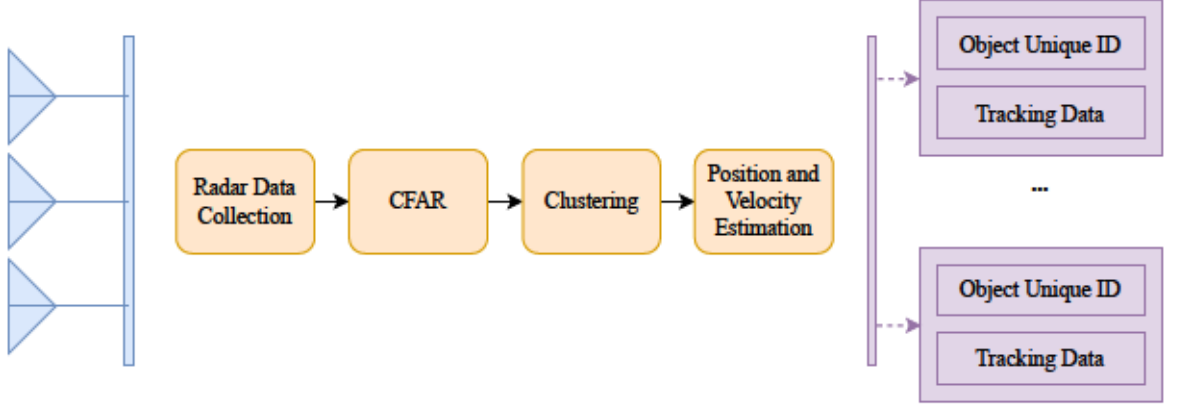 Radar Data
Collection
CFAR
Clustering
Position and
Velocity
Estimation
Object Unique ID
Tracking Data
...
Object Unique ID
Tracking Data